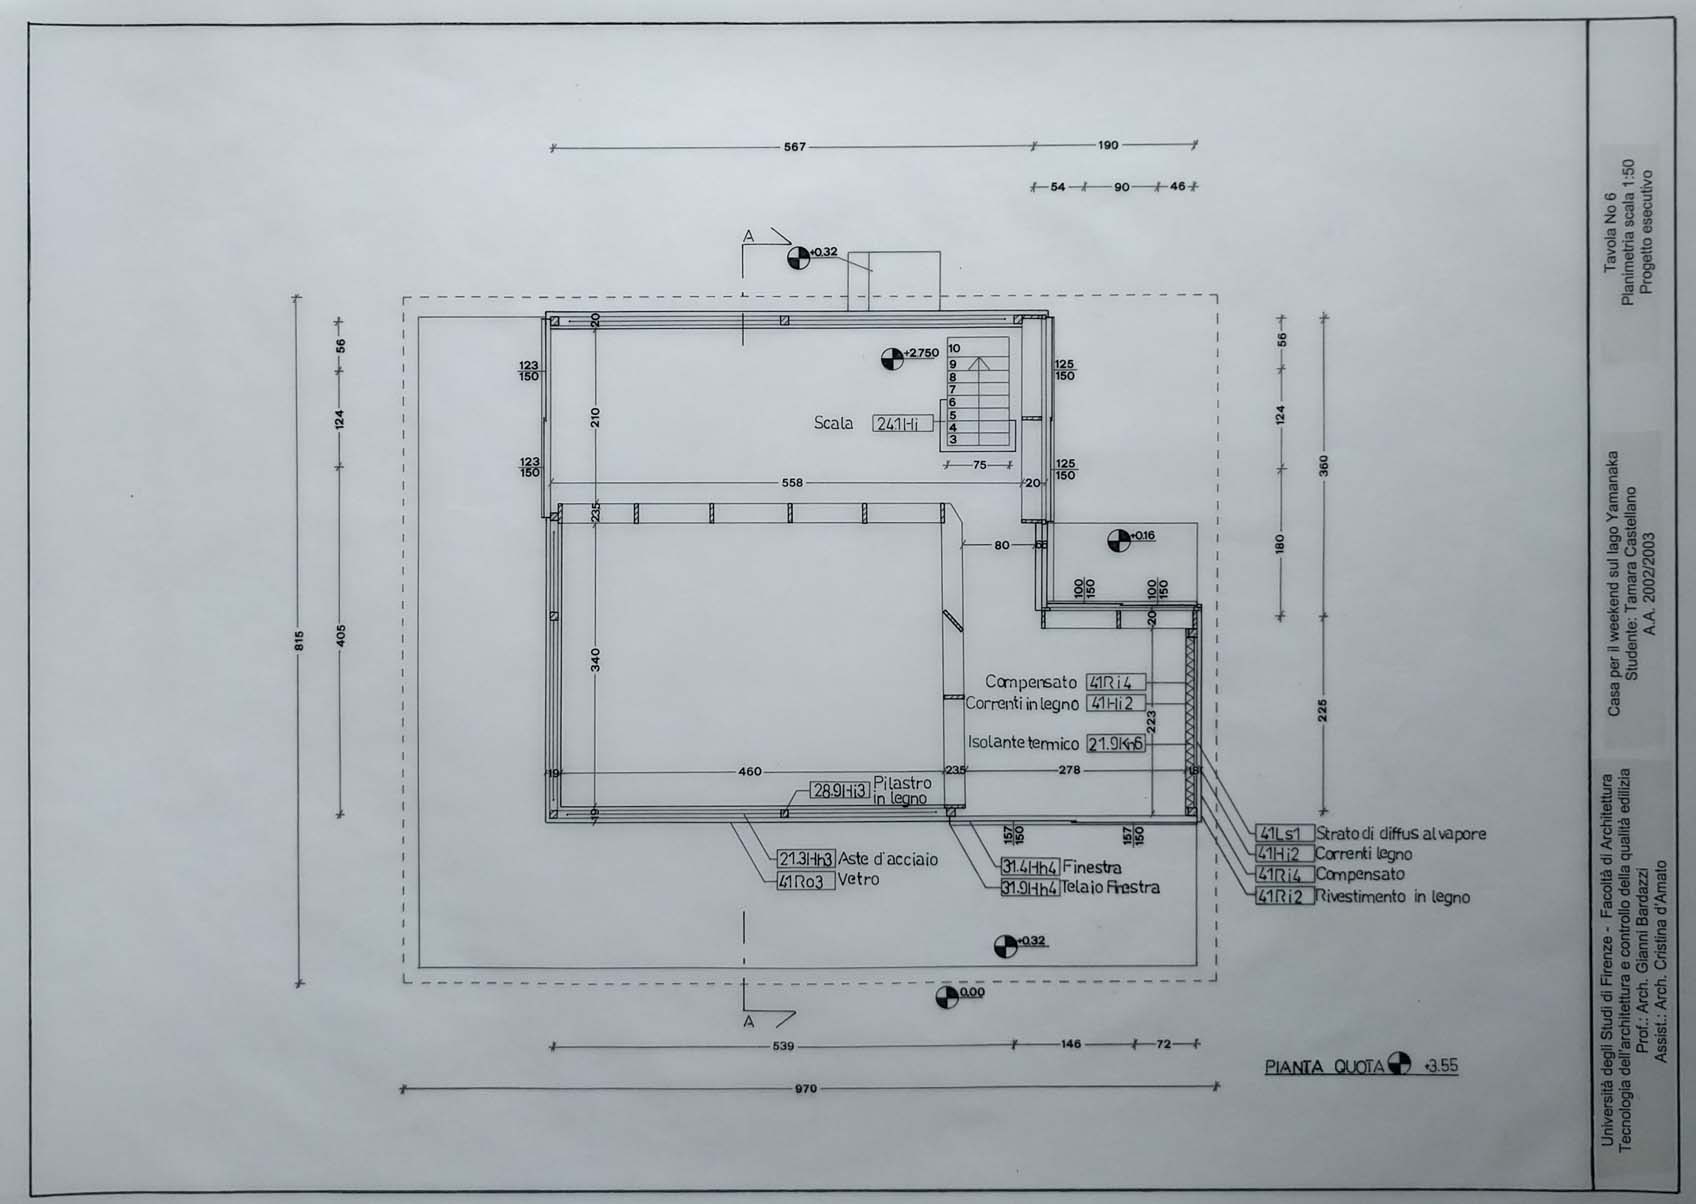 567
190
54
90
46
A
+0.32
20
10
9
8
7
6
5
4
3
+2.750
56
124
405
815
123
150
123
150
125
150
125
150
210
Scala 24.1Hi
75
558
20
235
80
+0.16
100
150
100
150
20
56
124
180
360
225
340
Compensato 41Ri4
Correnti in legno 41Hi2
Isolante termico 21.9Kn6
223
19
460
235
278
18
28.9Hi3 Pilastro
in legno
19
157
150
157
150
21.3Hh3 Aste d'acciaio
41Ro3 Vetro
31.4Hh4 Finestra
31.9Hh4 Telaio Finestra
41Ls1 Strato di diffus al vapore
41Hi2 Correnti legno
41Ri4 Compensato
41Ri2 Rivestimento in legno
+0.32
0.00
A
539
146
72
970
PIANTA QUOTA +3.55
Tavola No 6
Planimetria scala 1:50
Progetto esecutivo
Casa per il weekend sul lago Yamanaka
Studente: Tamara Castellano
A.A. 2002/2003
Università degli Studi di Firenze - Facoltà di Architettura
Tecnologia dell'architettura e controllo della qualità edilizia
Prof.: Arch. Gianni Bardazzi
Assist.: Arch. Cristina d'Amato